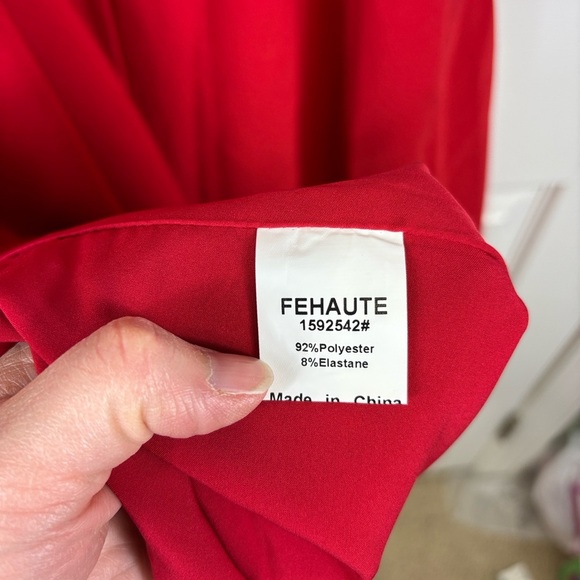 FEHAUTE
1592542#
92%Polyester
8%Elastane
Made in China